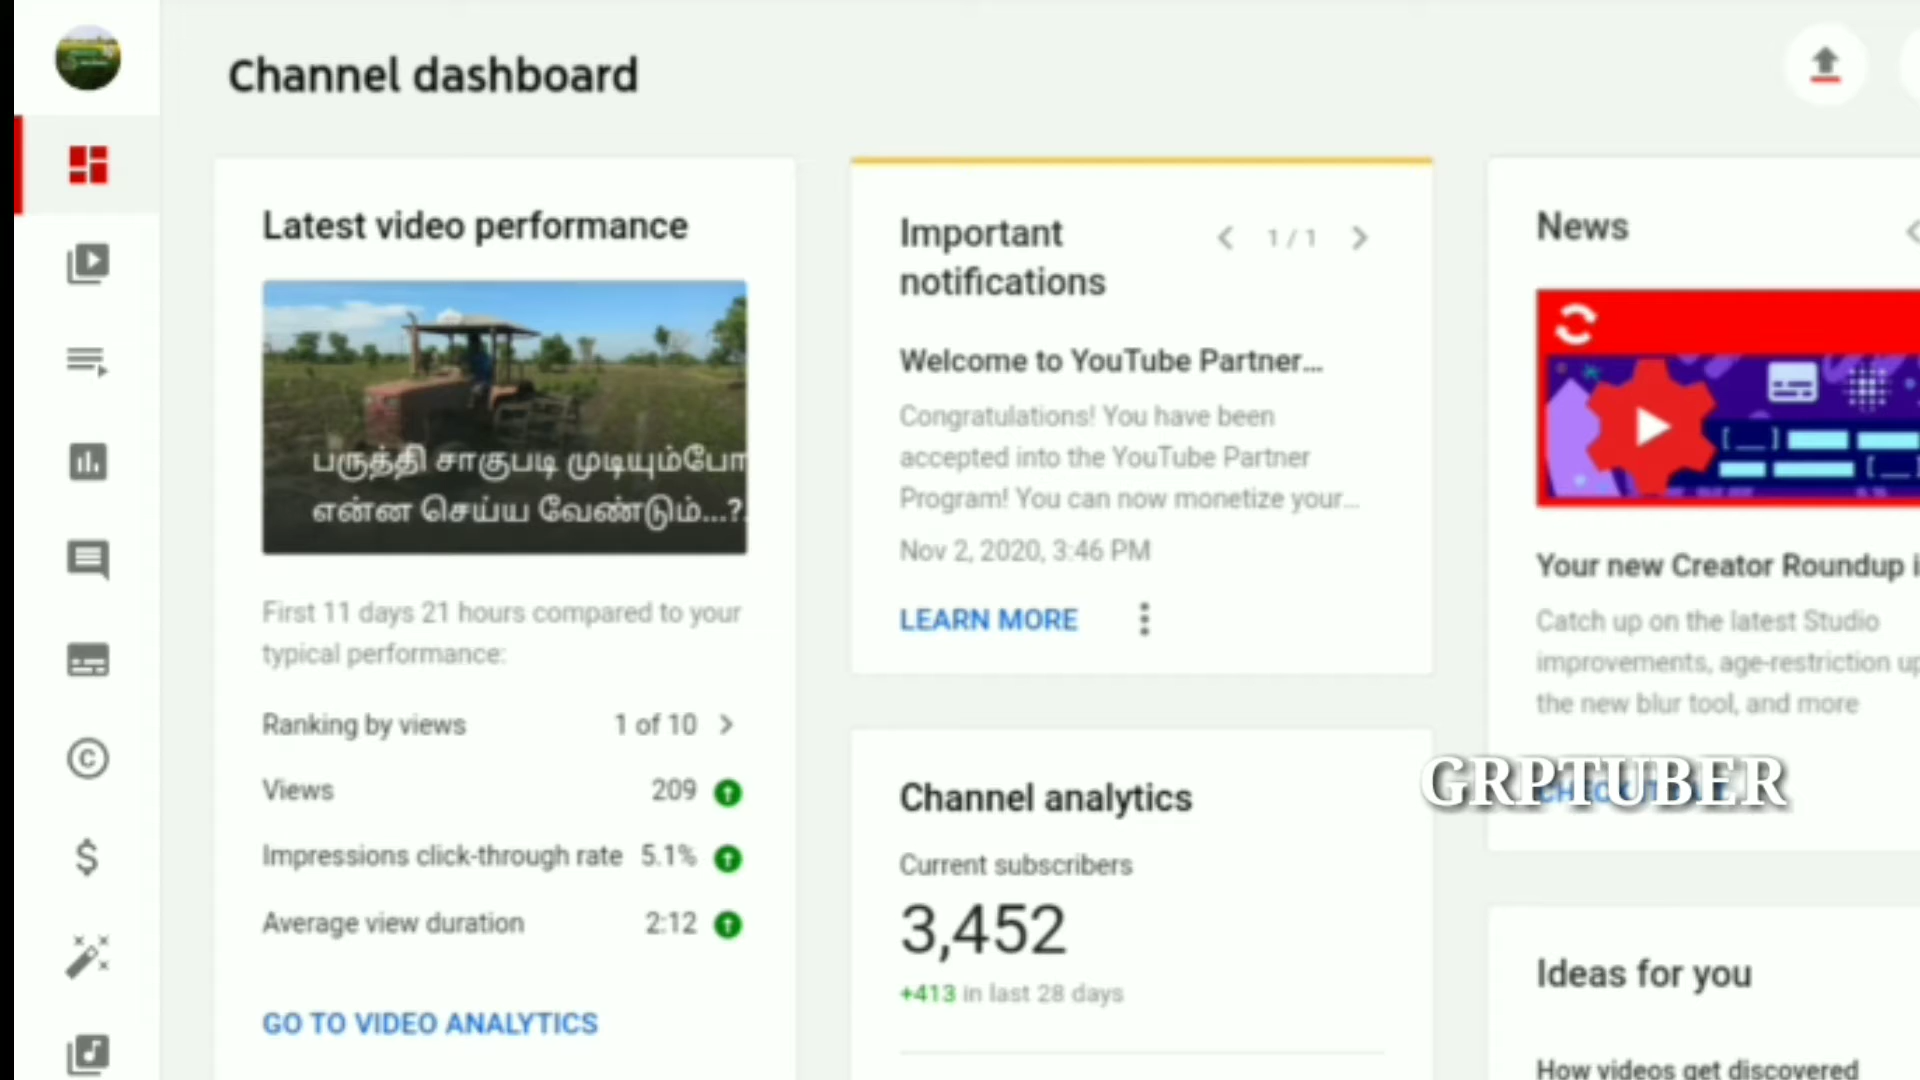 Channel dashboard
Latest video performance
பருத்தி சாகுபடி முடியும்போ
என்ன செய்ய வேண்டும்...?
First 11 days 21 hours compared to your
typical performance:
Ranking by views 1 of 10
Views 209
Impressions click-through rate 5.1%
Average view duration 2:12
GO TO VIDEO ANALYTICS
Important
notifications
1 / 1
Welcome to YouTube Partner...
Congratulations! You have been
accepted into the YouTube Partner
Program! You can now monetize your...
Nov 2, 2020, 3:46 PM
LEARN MORE
Channel analytics
Current subscribers
3,452
+413 in last 28 days
News
Your new Creator Roundup i
Catch up on the latest Studio
improvements, age-restriction up
the new blur tool, and more
GRPTUBER
Ideas for you
How videos get discovered